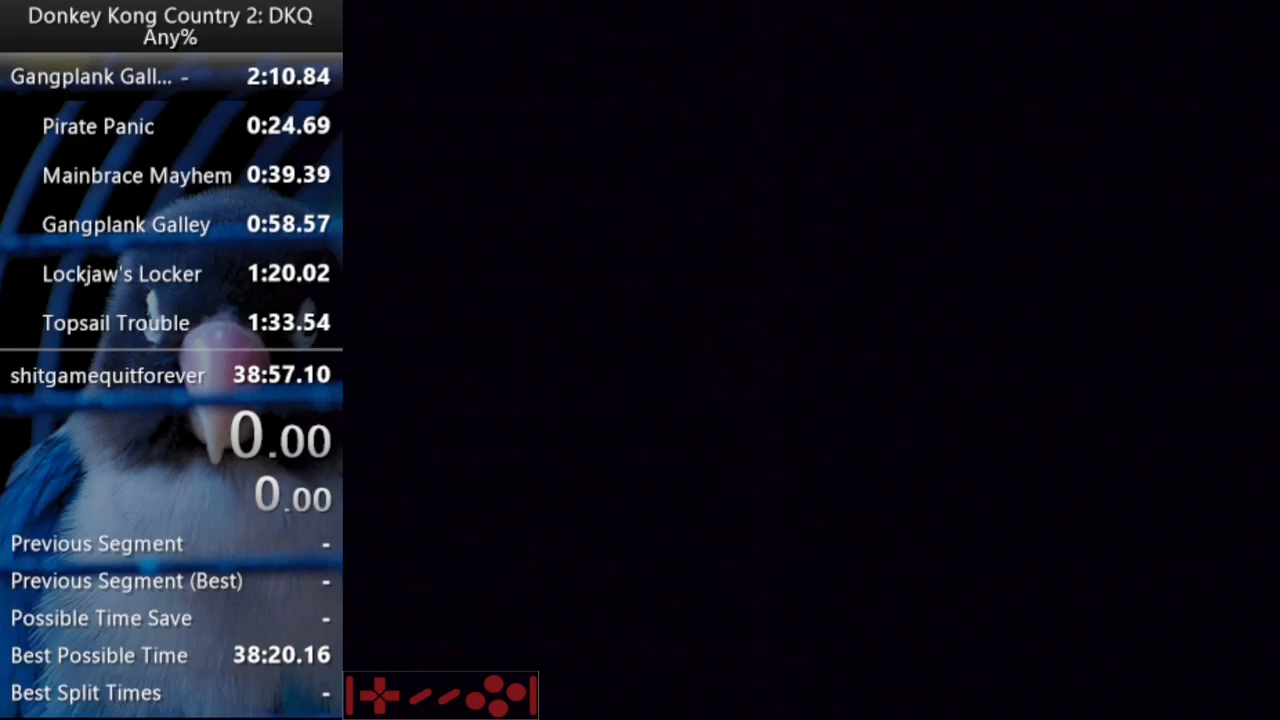 Donkey Kong Country 2: DKQ
Any%
Gangplank Gall... - 2:10.84
Pirate Panic 0:24.69
Mainbrace Mayhem 0:39.39
Gangplank Galley 0:58.57
Lockjaw's Locker 1:20.02
Topsail Trouble 1:33.54
shitgamequitforever 38:57.10
0.00
0.00
Previous Segment -
Previous Segment (Best) -
Possible Time Save -
Best Possible Time 38:20.16
Best Split Times -